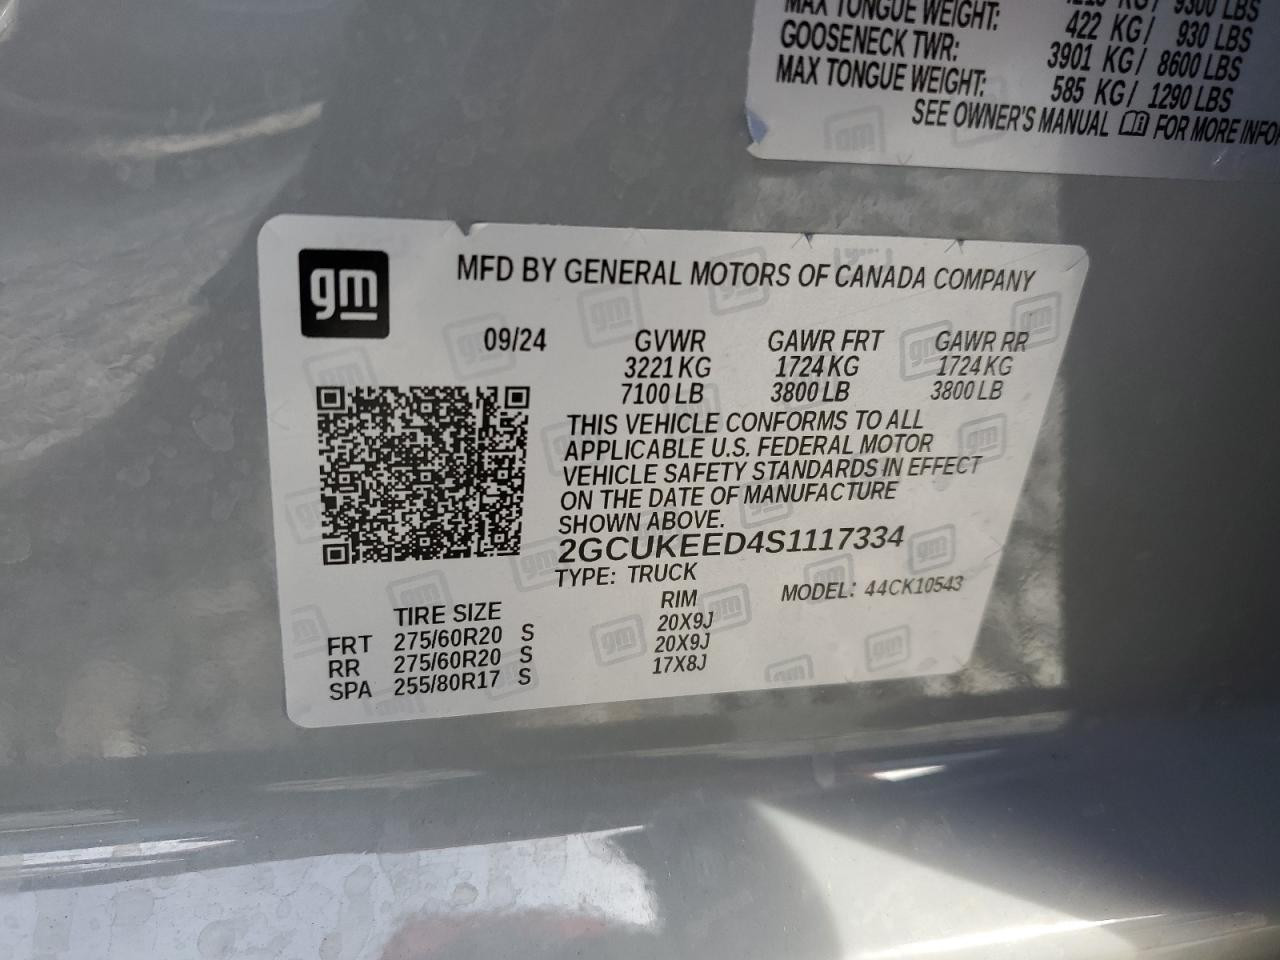 KG/ 9300 LBS
MAX TONGUE WEIGHT: 422 KG/ 930 LBS
GOOSENECK TWR: 3901 KG/ 8600 LBS
MAX TONGUE WEIGHT: 585 KG/ 1290 LBS
SEE OWNER'S MANUAL FOR MORE
gm
MFD BY GENERAL MOTORS OF CANADA COMPANY
09/24 GVWR GAWR FRT GAWR RR
3221 KG 1724 KG 1724 KG
7100 LB 3800 LB 3800 LB
THIS VEHICLE CONFORMS TO ALL
APPLICABLE U.S. FEDERAL MOTOR
VEHICLE SAFETY STANDARDS IN EFFECT
ON THE DATE OF MANUFACTURE
SHOWN ABOVE.
2GCUKEED4S1117334
TYPE: TRUCK
MODEL: 44CK10543
TIRE SIZE RIM
FRT 275/60R20 S 20X9J
RR 275/60R20 S 20X9J
SPA 255/80R17 S 17X8J